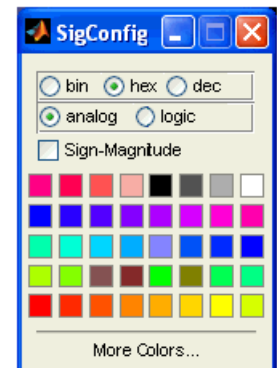 SigConfig
bin hex dec
analog logic
Sign-Magnitude
More Colors...